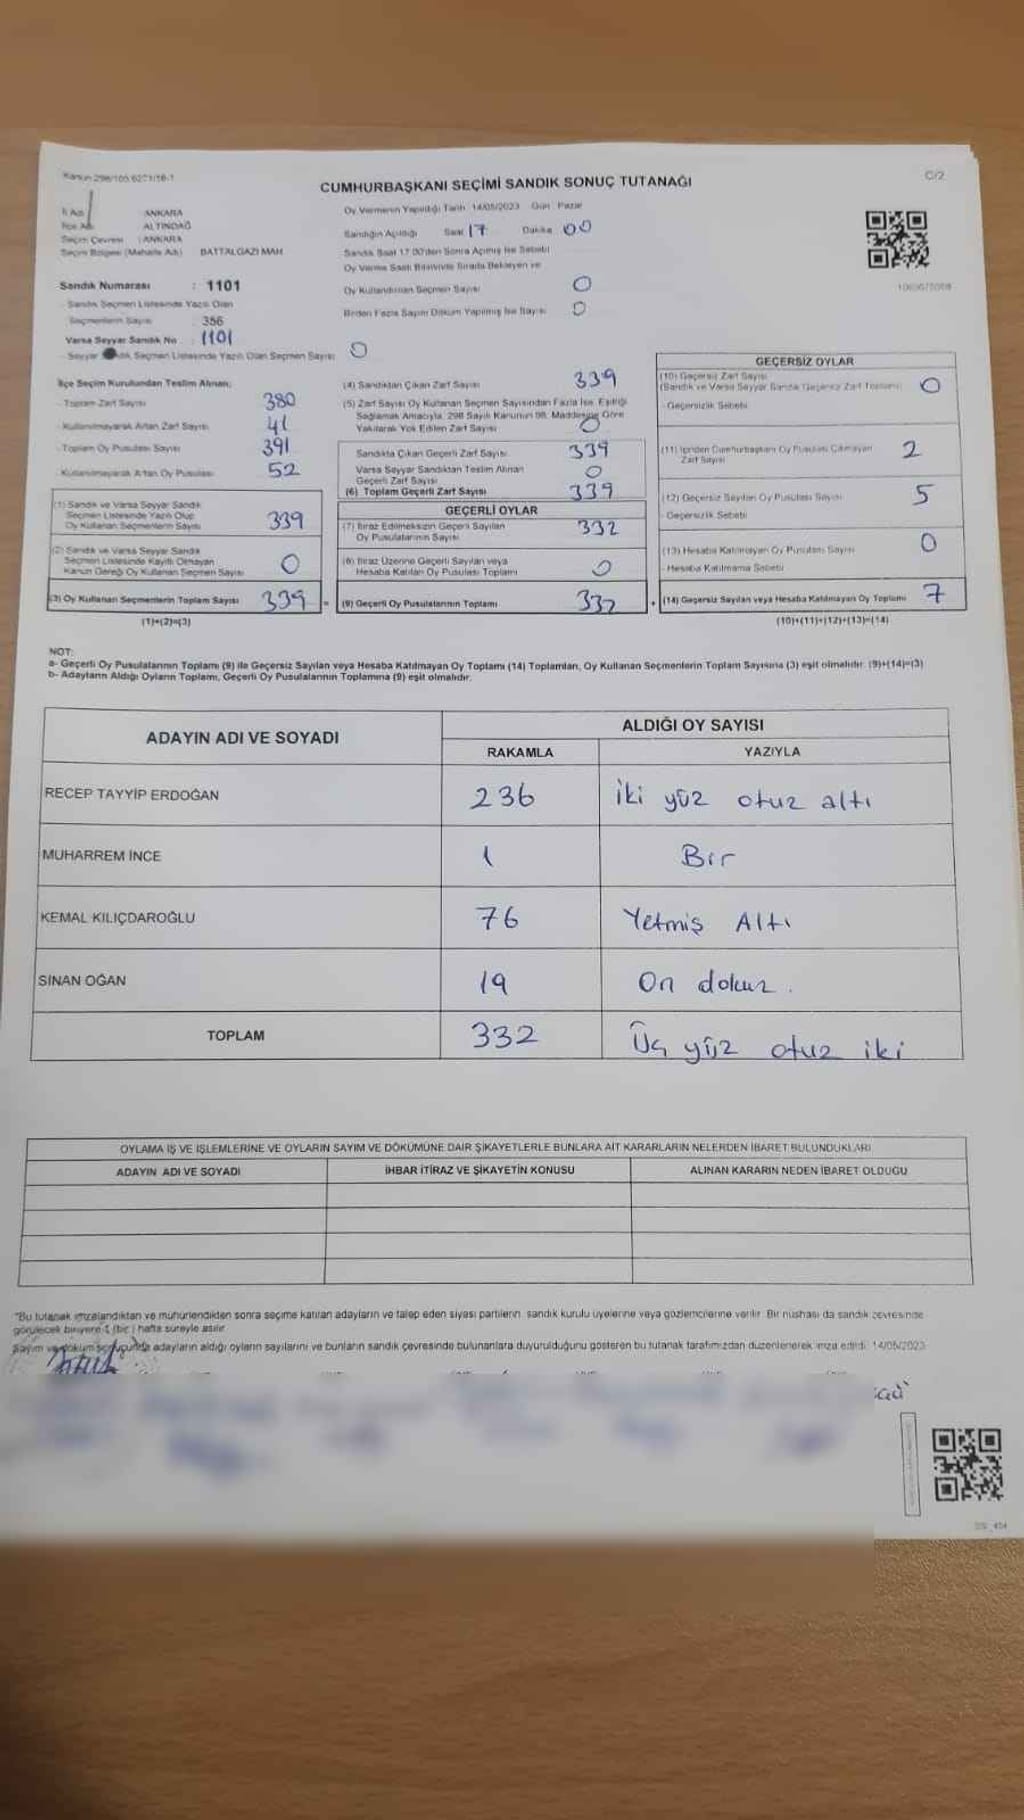 Kanun 298/105 6271/18-1
C/2
CUMHURBAŞKANI SEÇİMİ SANDIK SONUÇ TUTANAĞI
İl Adı ANKARA
İlçe Adı ALTINDAĞ
Seçim Çevresi : ANKARA
Seçim Bölgesi (Mahalle Adı) BATTALGAZİ MAH
Sandık Numarası : 1101
Sandık Seçmen Listesinde Yazılı Olan
Seçmenlerin Sayısı 356
Varsa Seyyar Sandık No 1101
Seyyar Seçmen Listesinde Yazılı Olan Seçmen Sayısı 0
Oy Vermenin Yapıldığı Tarih 14/05/2023 Gün Pazar
Sandığın Açıldığı Saat 17 Dakika 00
Sandık Saat 17.00'den Sonra Açılmış İse Sebebi
Oy Verme Saati Bitiminde Sırada Bekleyen ve
Oy Kullandırılan Seçmen Sayısı 0
Birden Fazla Sayım Döküm Yapılmış İse Sayısı 0
İlçe Seçim Kurulundan Teslim Alınan;
Toplam Zarf Sayısı 380
Kullanılmayarak Artan Zarf Sayısı 41
Toplam Oy Pusulası Sayısı 391
Kullanılmayarak Artan Oy Pusulası 52
(1) Sandık ve Varsa Seyyar Sandık
Seçmen Listesinde Yazılı Olup
Oy Kullanan Seçmenlerin Sayısı 339
(2) Sandık ve Varsa Seyyar Sandık
Seçmen Listesinde Kayıtlı Olmayan
Kanun Gereği Oy Kullanan Seçmen Sayısı 0
(3) Oy Kullanan Seçmenlerin Toplam Sayısı 339 =
(1)+(2)=(3)
(4) Sandıktan Çıkan Zarf Sayısı 339
(5) Zarf Sayısı Oy Kullanan Seçmen Sayısından Fazla İse, Eşitliği
Sağlamak Amacıyla, 298 Sayılı Kanunun 98. Maddesine Göre
Yakılarak Yok Edilen Zarf Sayısı 0
Sandıkta Çıkan Geçerli Zarf Sayısı 339
Varsa Seyyar Sandıktan Teslim Alınan
Geçerli Zarf Sayısı 0
(6) Toplam Geçerli Zarf Sayısı 339
GEÇERLİ OYLAR
(7) İtiraz Edilmeksizin Geçerli Sayılan
Oy Pusulalarının Sayısı 332
(8) İtiraz Üzerine Geçerli Sayılan veya
Hesaba Katılan Oy Pusulası Toplamı 0
(9) Geçerli Oy Pusulalarının Toplamı 332 +
GEÇERSİZ OYLAR
(10) Geçersiz Zarf Sayısı
(Sandık ve Varsa Seyyar Sandık Geçersiz Zarf Toplamı) 0
- Geçersizlik Sebebi
(11) İçinden Cumhurbaşkanı Oy Pusulası Çıkmayan
Zarf Sayısı 2
(12) Geçersiz Sayılan Oy Pusulası Sayısı 5
- Geçersizlik Sebebi
(13) Hesaba Katılmayan Oy Pusulası Sayısı 0
- Hesaba Katılmama Sebebi
(14) Geçersiz Sayılan veya Hesaba Katılmayan Oy Toplamı 7
(10)+(11)+(12)+(13)=(14)
NOT:
a- Geçerli Oy Pusulalarının Toplamı (9) ile Geçersiz Sayılan veya Hesaba Katılmayan Oy Toplamı (14) Toplamları, Oy Kullanan Seçmenlerin Toplam Sayısına (3) eşit olmalıdır. (9)+(14)=(3)
b- Adayların Aldığı Oyların Toplamı, Geçerli Oy Pusulalarının Toplamına (9) eşit olmalıdır.
ADAYIN ADI VE SOYADI
ALDIĞI OY SAYISI
RAKAMLA YAZIYLA
RECEP TAYYİP ERDOĞAN 236 iki yüz otuz altı
MUHARREM İNCE 1 Bir
KEMAL KILIÇDAROĞLU 76 Yetmiş Altı
SİNAN OĞAN 19 On dokuz.
TOPLAM 332 Üç yüz otuz iki
OYLAMA İŞ VE İŞLEMLERİNE VE OYLARIN SAYIM VE DÖKÜMÜNE DAİR ŞİKAYETLERLE BUNLARA AİT KARARLARIN NELERDEN İBARET BULUNDUKLARI
ADAYIN ADI VE SOYADI İHBAR İTİRAZ VE ŞİKAYETİN KONUSU ALINAN KARARIN NEDEN İBARET OLDUĞU
*Bu tutanak imzalandıktan ve mühürlendikten sonra seçime katılan adayların ve talep eden siyasi partilerin, sandık kurulu üyelerine veya gözlemcilerine verilir. Bir nüshası da sandık çevresinde
görülecek bir yere 1 (bir) hafta süreyle asılır.
Sayım ve döküm sonucunda adayların aldığı oyların sayılarını ve bunların sandık çevresinde bulunanlara duyurulduğunu gösteren bu tutanak tarafımızdan düzenlenerek imza edildi. 14/05/2023